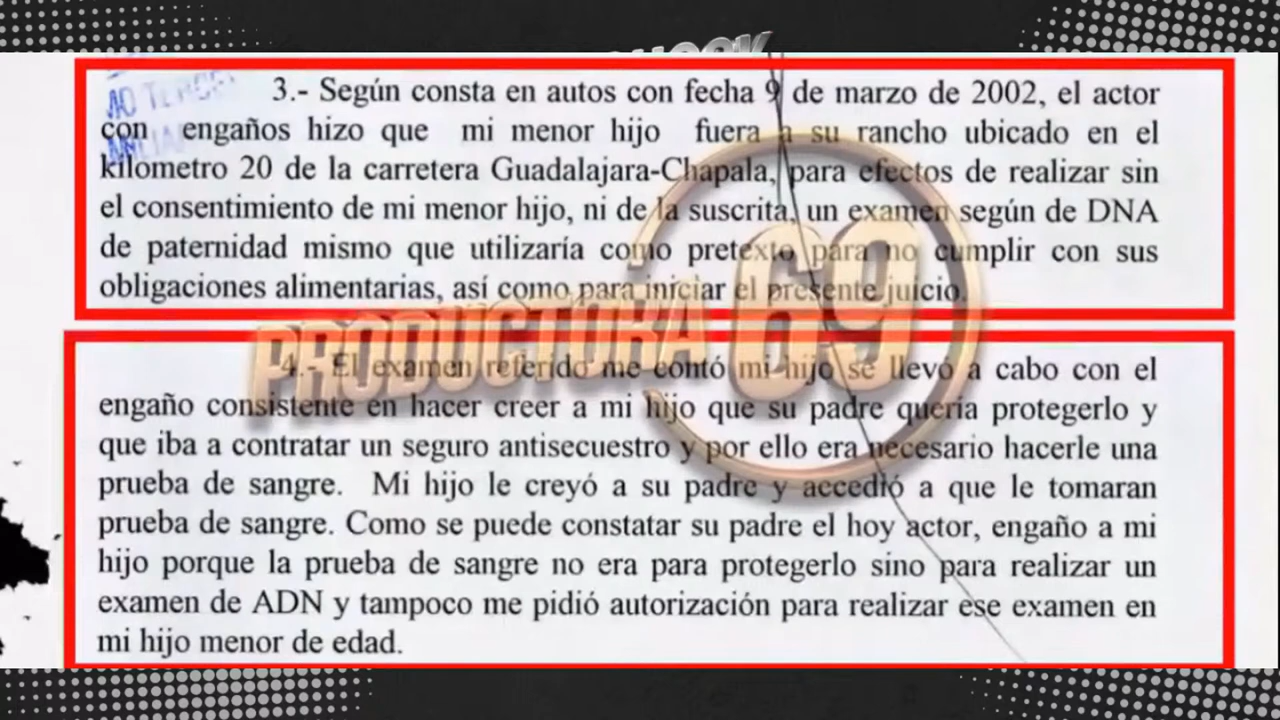 3.- Según consta en autos con fecha 9 de marzo de 2002, el actor
con engaños hizo que mi menor hijo fuera a su rancho ubicado en el
kilometro 20 de la carretera Guadalajara-Chapala, para efectos de realizar sin
el consentimiento de mi menor hijo, ni de la suscrita, un examen según de DNA
de paternidad mismo que utilizaría como pretexto para no cumplir con sus
obligaciones alimentarias, así como para iniciar el presente juicio.
PRODUCTORA 69
4.- El examen referido me contó mi hijo se llevó a cabo con el
engaño consistente en hacer creer a mi hijo que su padre quería protegerlo y
que iba a contratar un seguro antisecuestro y por ello era necesario hacerle una
prueba de sangre. Mi hijo le creyó a su padre y accedió a que le tomaran
prueba de sangre. Como se puede constatar su padre el hoy actor, engaño a mi
hijo porque la prueba de sangre no era para protegerlo sino para realizar un
examen de ADN y tampoco me pidió autorización para realizar ese examen en
mi hijo menor de edad.